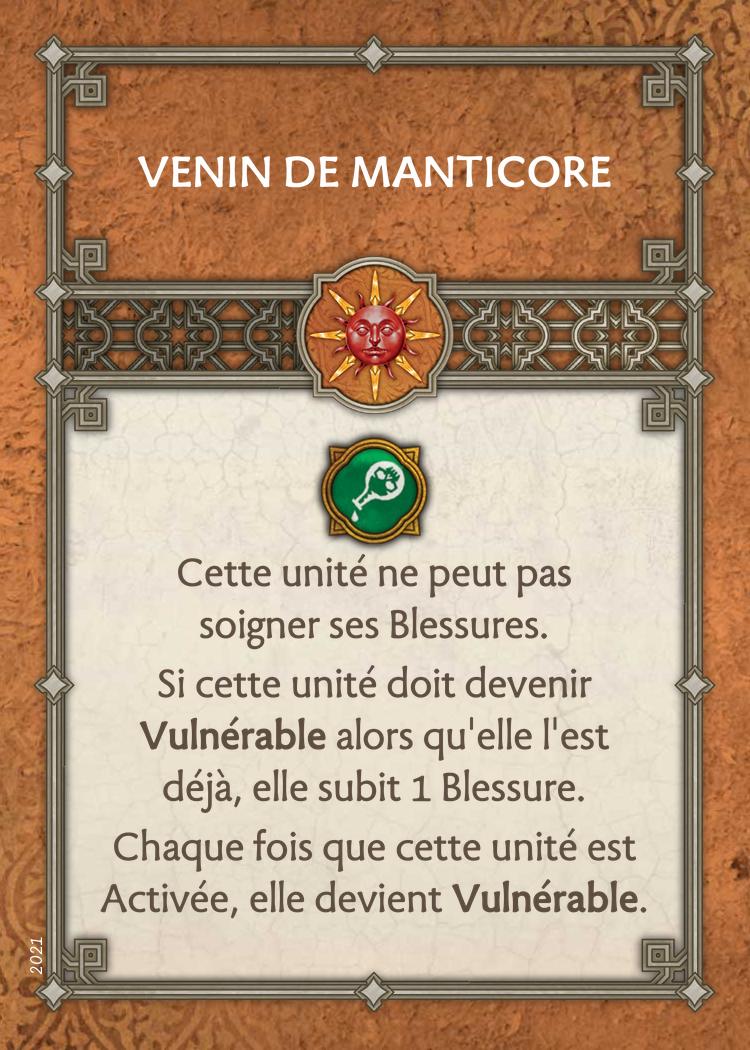 VENIN DE MANTICORE
Cette unité ne peut pas
soigner ses Blessures.
Si cette unité doit devenir
Vulnérable alors qu'elle l'est
déjà, elle subit 1 Blessure.
Chaque fois que cette unité est
Activée, elle devient Vulnérable.
2021